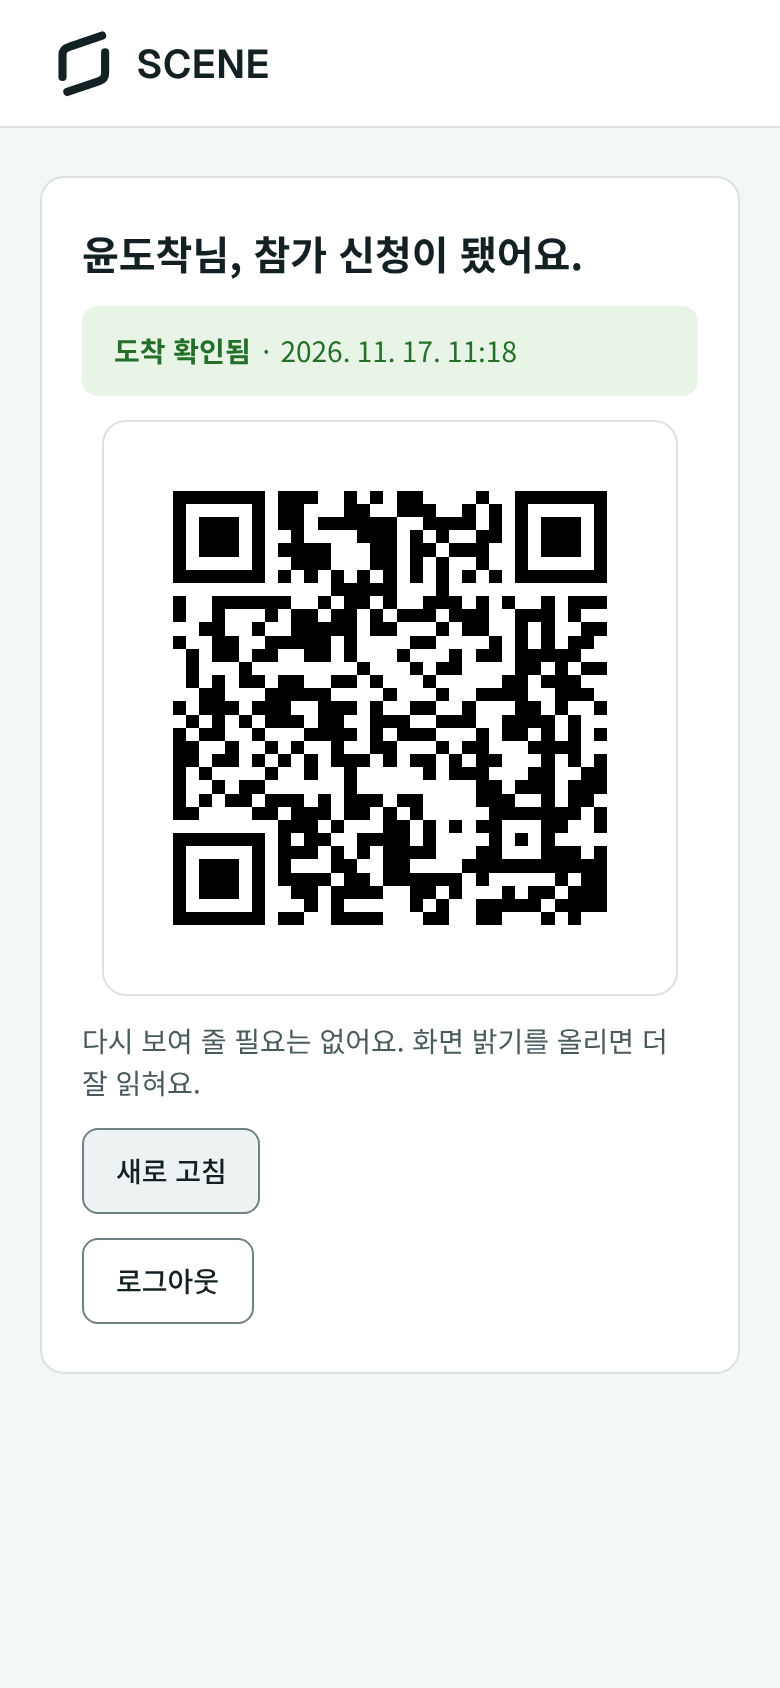 SCENE
윤도착님, 참가 신청이 됐어요.
도착 확인됨 · 2026. 11. 17. 11:18
다시 보여 줄 필요는 없어요. 화면 밝기를 올리면 더
잘 읽혀요.
새로 고침
로그아웃